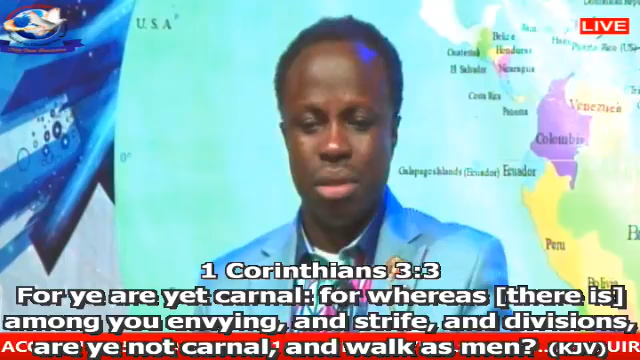 U.S.A
LIVE
Belize
Honduras
Guatemala
El Salvador
Nicaragua
Costa Rica
Panama
Venezuela
Colombia
Galapagos Islands (Ecuador)
Ecuador
Peru
0°
1 Corinthians 3:3
For ye are yet carnal: for whereas [there is]
among you envying, and strife, and divisions,
are ye not carnal, and walk as men? (KJV)